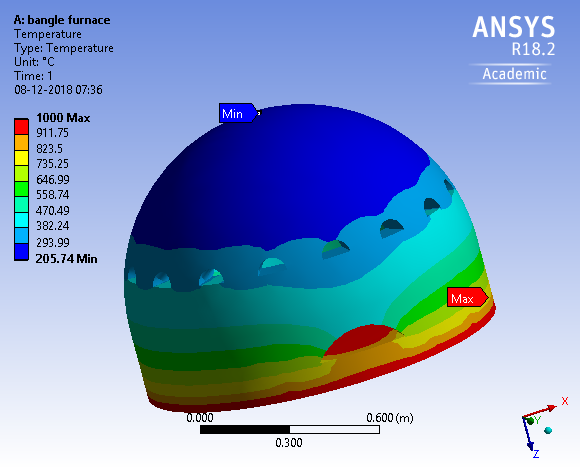 A: bangle furnace
Temperature
Type: Temperature
Unit: °C
Time: 1
08-12-2018 07:36
ANSYS
R18.2
Academic
1000 Max
911.75
823.5
735.25
646.99
558.74
470.49
382.24
293.99
205.74 Min
Min
Max
0.000
0.600 (m)
0.300
X
Y
Z